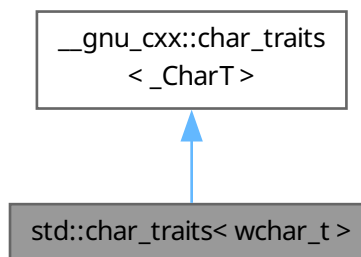 __gnu_cxx::char_traits
< _CharT >
std::char_traits< wchar_t >